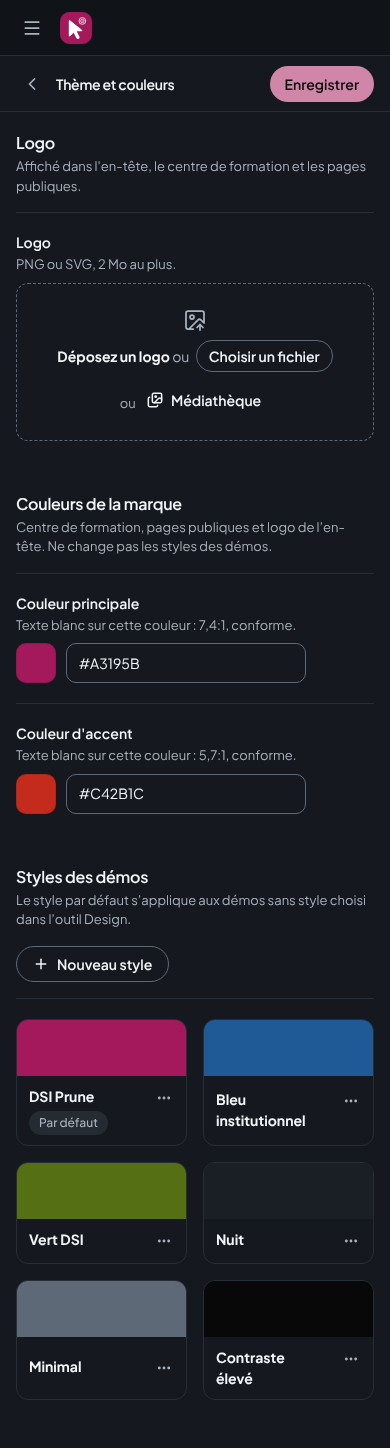 Thème et couleurs
Enregistrer
Logo
Affiché dans l'en-tête, le centre de formation et les pages
publiques.
Logo
PNG ou SVG, 2 Mo au plus.
Déposez un logo ou Choisir un fichier
ou Médiathèque
Couleurs de la marque
Centre de formation, pages publiques et logo de l'en-
tête. Ne change pas les styles des démos.
Couleur principale
Texte blanc sur cette couleur : 7,4:1, conforme.
#A3195B
Couleur d'accent
Texte blanc sur cette couleur : 5,7:1, conforme.
#C42B1C
Styles des démos
Le style par défaut s'applique aux démos sans style choisi
dans l'outil Design.
Nouveau style
DSI Prune
Par défaut
Bleu
institutionnel
Vert DSI
Nuit
Minimal
Contraste
élevé